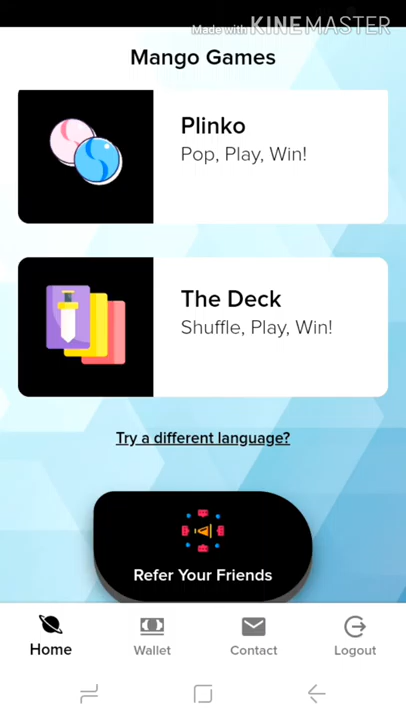 Made with KINEMASTER
Mango Games
Plinko
Pop, Play, Win!
The Deck
Shuffle, Play, Win!
Try a different language?
Refer Your Friends
Home
Wallet
Contact
Logout